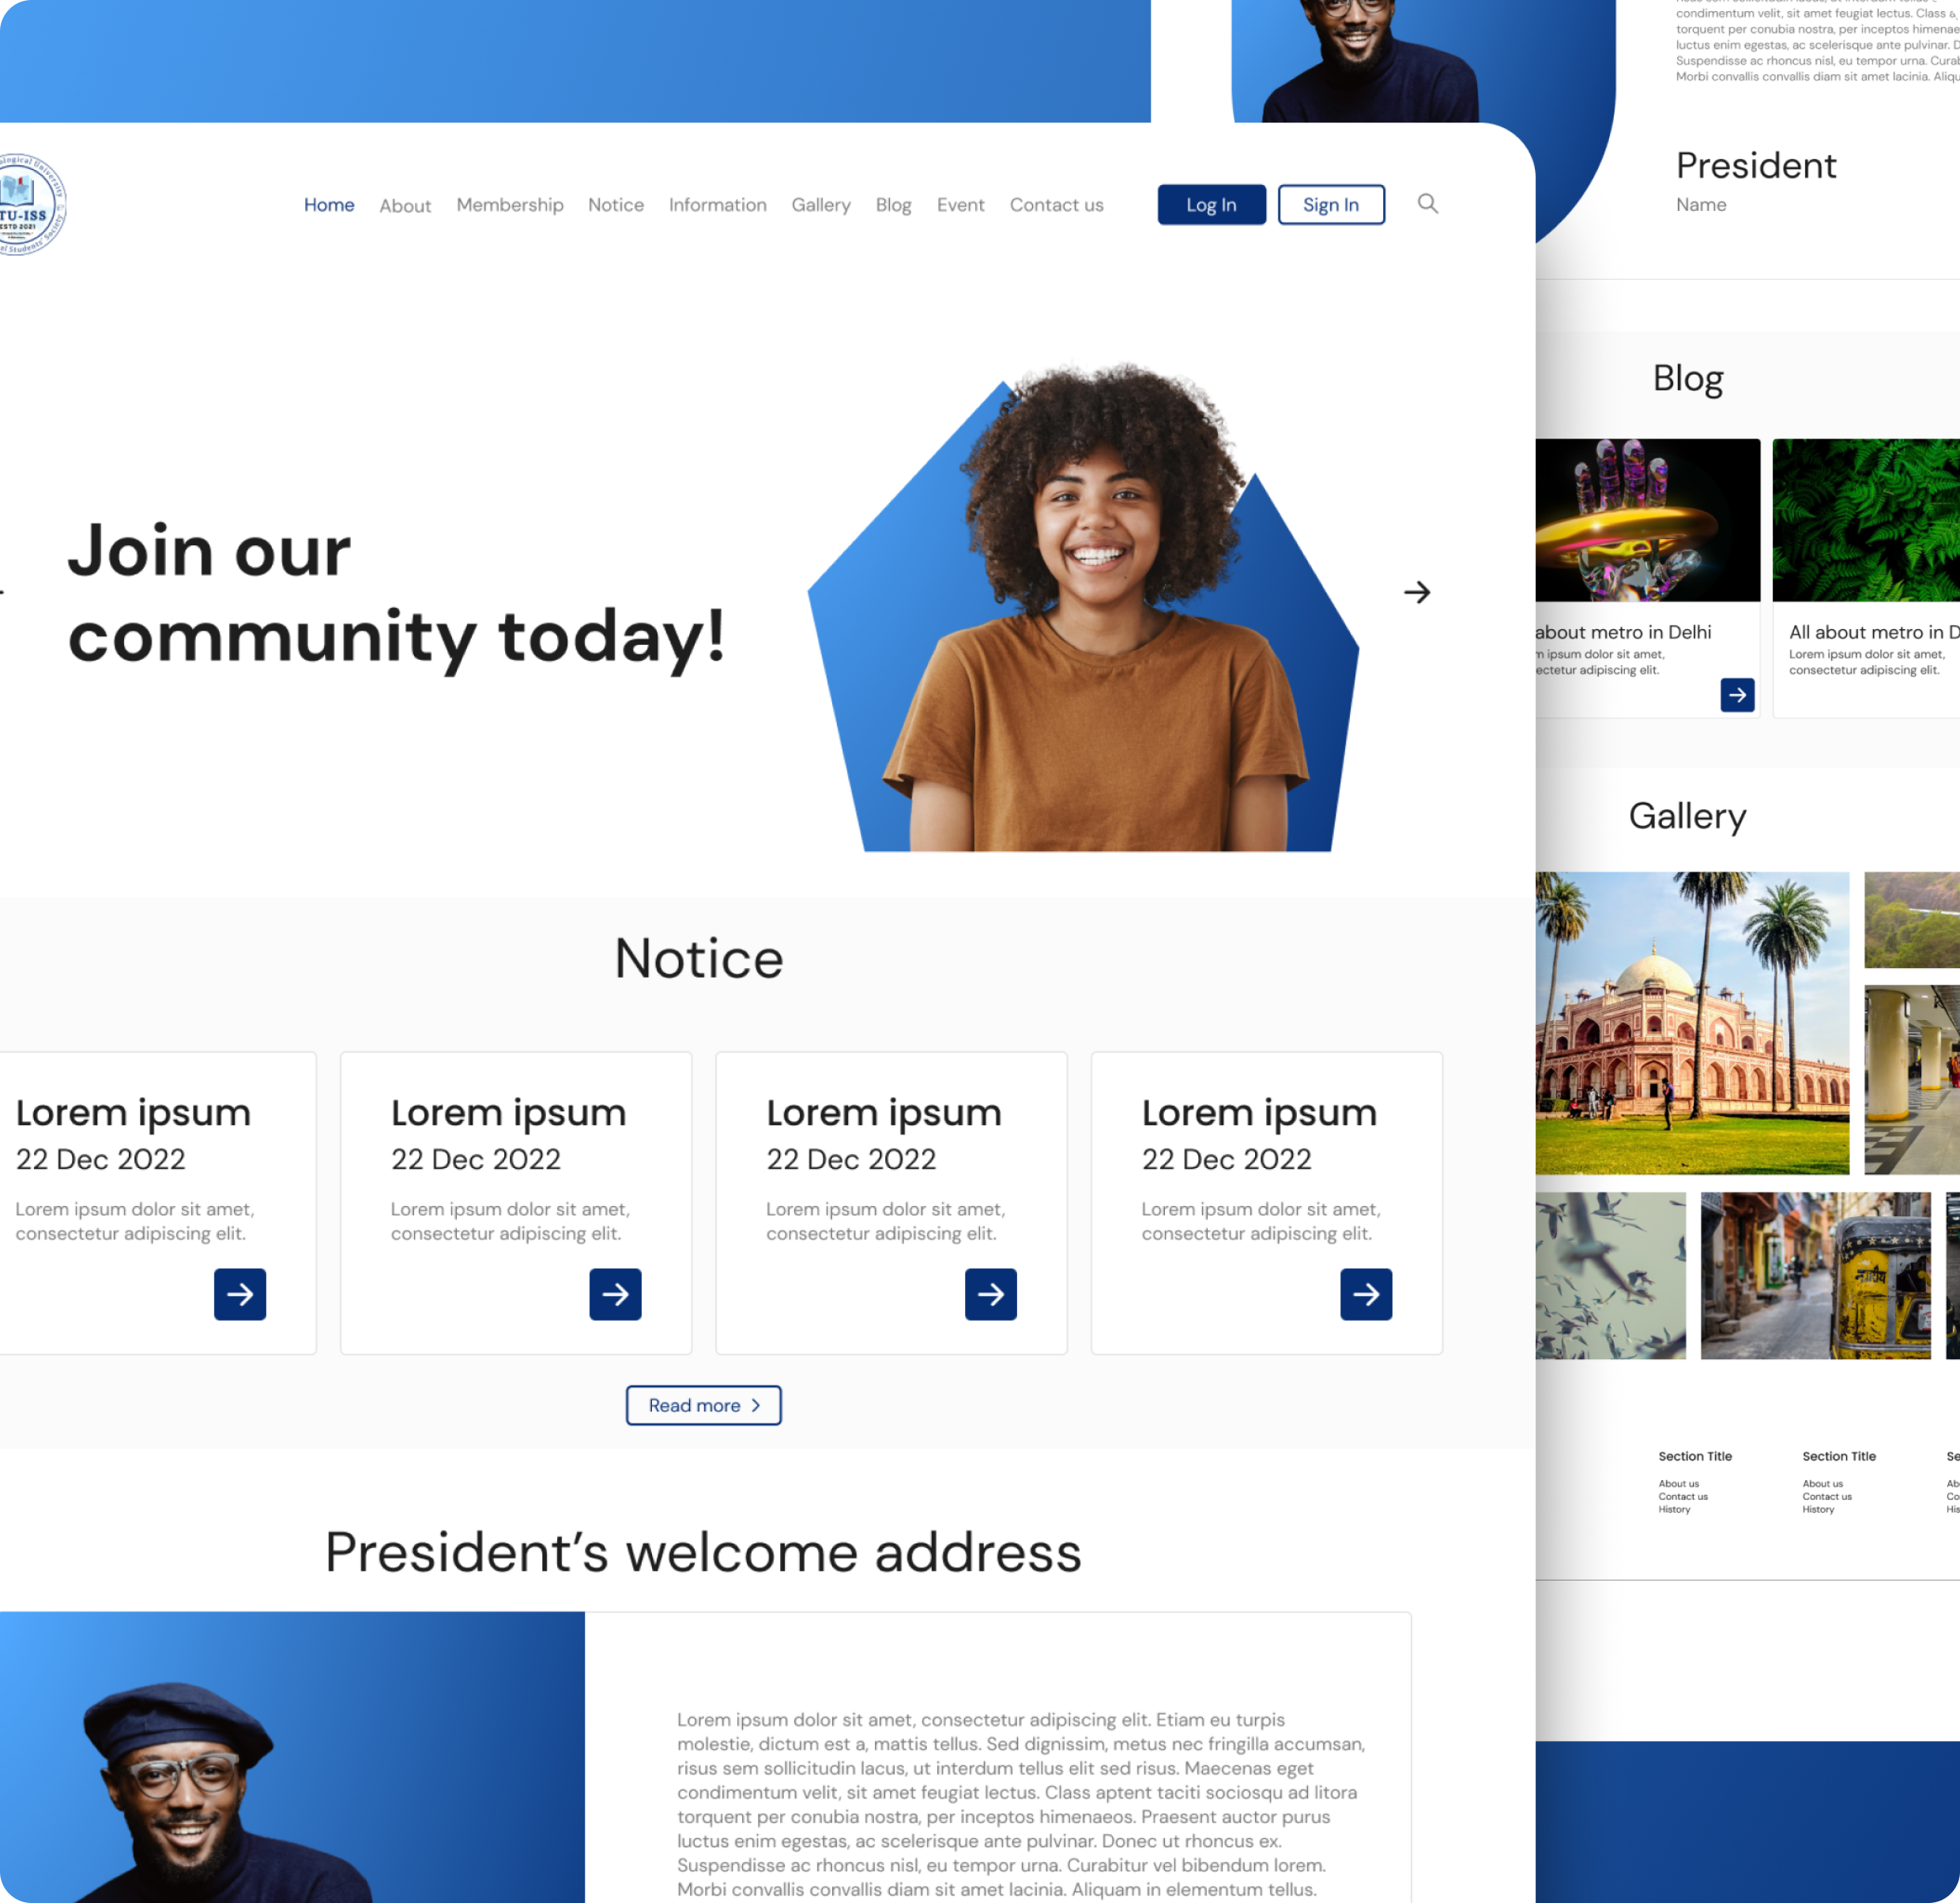 TU-ISS
ESTD 2021
Home About Membership Notice Information Gallery Blog Event Contact us Log In Sign In
Join our
community today!
Notice
Lorem ipsum
22 Dec 2022
Lorem ipsum dolor sit amet,
consectetur adipiscing elit.
Lorem ipsum
22 Dec 2022
Lorem ipsum dolor sit amet,
consectetur adipiscing elit.
Lorem ipsum
22 Dec 2022
Lorem ipsum dolor sit amet,
consectetur adipiscing elit.
Lorem ipsum
22 Dec 2022
Lorem ipsum dolor sit amet,
consectetur adipiscing elit.
Read more
President’s welcome address
Lorem ipsum dolor sit amet, consectetur adipiscing elit. Etiam eu turpis
molestie, dictum est a, mattis tellus. Sed dignissim, metus nec fringilla accumsan,
risus sem sollicitudin lacus, ut interdum tellus elit sed risus. Maecenas eget
condimentum velit, sit amet feugiat lectus. Class aptent taciti sociosqu ad litora
torquent per conubia nostra, per inceptos himenaeos. Praesent auctor purus
luctus enim egestas, ac scelerisque ante pulvinar. Donec ut rhoncus ex.
Suspendisse ac rhoncus nisl, eu tempor urna. Curabitur vel bibendum lorem.
Morbi convallis convallis diam sit amet lacinia. Aliquam in elementum tellus.
condimentum velit, sit amet feugiat lectus. Class
torquent per conubia nostra, per inceptos himenae
luctus enim egestas, ac scelerisque ante pulvinar. D
Suspendisse ac rhoncus nisl, eu tempor urna. Curab
Morbi convallis convallis diam sit amet lacinia. Aliqu
President
Name
Blog
about metro in Delhi
m ipsum dolor sit amet,
ectetur adipiscing elit.
All about metro in D
Lorem ipsum dolor sit amet,
consectetur adipiscing elit.
Gallery
Section Title
About us
Contact us
History
Section Title
About us
Contact us
History
Se
Ab
Co
His